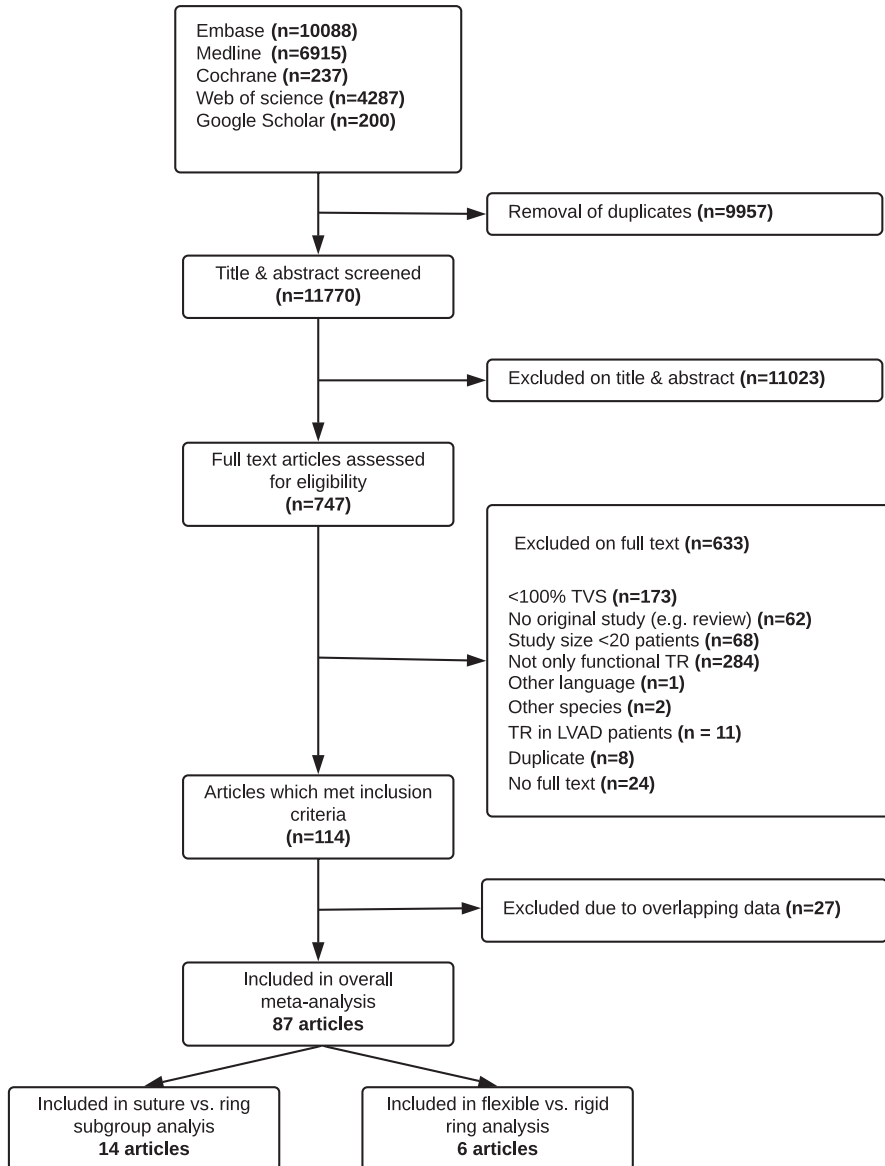 Embase (n=10088)
Medline (n=6915)
Cochrane (n=237)
Web of science (n=4287)
Google Scholar (n=200)
Removal of duplicates (n=9957)
Title & abstract screened
(n=11770)
Excluded on title & abstract (n=11023)
Full text articles assessed
for eligibility
(n=747)
Excluded on full text (n=633)
<100% TVS (n=173)
No original study (e.g. review) (n=62)
Study size <20 patients (n=68)
Not only functional TR (n=284)
Other language (n=1)
Other species (n=2)
TR in LVAD patients (n = 11)
Duplicate (n=8)
No full text (n=24)
Articles which met inclusion
criteria
(n=114)
Excluded due to overlapping data (n=27)
Included in overall
meta-analysis
87 articles
Included in suture vs. ring
subgroup analyis
14 articles
Included in flexible vs. rigid
ring analysis
6 articles